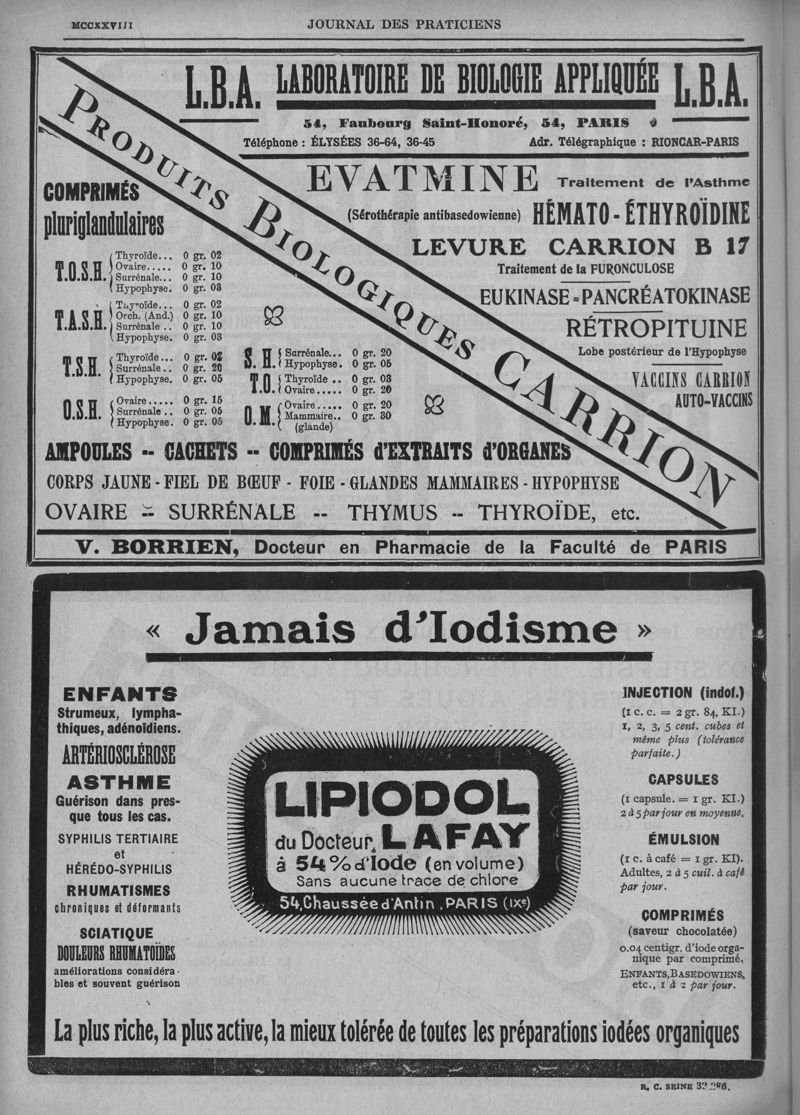 MCCXXVIII
JOURNAL DES PRATICIENS
L.B.A. LABORATOIRE DE BIOLOGIE APPLIQUÉE L.B.A.
54, Faubourg Saint-Honoré, 54, PARIS
Téléphone : ÉLYSÉES 36-64, 36-45
Adr. Télégraphique : RIONCAR-PARIS
PRODUITS BIOLOGIQUES CARRION
EVATMINE Traitement de l'Asthme
(Sérothérapie antibasedowienne) HÉMATO-ÉTHYROÏDINE
LEVURE CARRION B 17
Traitement de la FURONCULOSE
EUKINASE-PANCRÉATOKINASE
RÉTROPITUINE
Lobe postérieur de l'Hypophyse
VACCINS CARRION
AUTO-VACCINS
COMPRIMÉS
pluriglandulaires
T.O.S.H.
Thyroïde... 0 gr. 02
Ovaire..... 0 gr. 10
Surrénale... 0 gr. 10
Hypophyse. 0 gr. 03
T.A.S.H.
Thyroïde... 0 gr. 02
Orch. (And.) 0 gr. 10
Surrénale .. 0 gr. 10
Hypophyse. 0 gr. 03
T.S.H.
Thyroïde... 0 gr. 02
Surrénale.. 0 gr. 20
Hypophyse. 0 gr. 05
O.S.H.
Ovaire..... 0 gr. 15
Surrénale.. 0 gr. 05
Hypophyse. 0 gr. 05
S. H.
Surrénale... 0 gr. 20
Hypophyse. 0 gr. 05
T.O.
Thyroïde .. 0 gr. 03
Ovaire..... 0 gr. 20
O.M.
Ovaire..... 0 gr. 20
Mammaire.. 0 gr. 30
(glande)
AMPOULES -- CACHETS -- COMPRIMÉS d'EXTRAITS d'ORGANES
CORPS JAUNE - FIEL DE BŒUF - FOIE - GLANDES MAMMAIRES - HYPOPHYSE
OVAIRE -- SURRÉNALE -- THYMUS -- THYROÏDE, etc.
V. BORRIEN, Docteur en Pharmacie de la Faculté de PARIS
« Jamais d'Iodisme »
ENFANTS
Strumeux, lympha-
thiques, adénoïdiens.
ARTÉRIOSCLÉROSE
ASTHME
Guérison dans pres-
que tous les cas.
SYPHILIS TERTIAIRE
et
HÉRÉDO-SYPHILIS
RHUMATISMES
chroniques et déformants
SCIATIQUE
DOULEURS RHUMATOÏDES
améliorations considéra-
bles et souvent guérison
LIPIODOL
du Docteur LAFAY
à 54% d'Iode (en volume)
Sans aucune trace de chlore
54, Chaussée d'Antin, PARIS (IXe)
INJECTION (indol.)
(1 c. c. = 2 gr. 84, KI.)
1, 2, 3, 5 cent. cubes et
même plus (tolérance
parfaite.)
CAPSULES
(1 capsule. = 1 gr. KI.)
2 à 5 par jour en moyenne.
ÉMULSION
(1 c. à café = 1 gr. KI).
Adultes, 2 à 5 cuil. à café
par jour.
COMPRIMÉS
(saveur chocolatée)
0.04 centigr. d'iode orga-
nique par comprimé.
ENFANTS, BASEDOWIENS,
etc., 1 à 2 par jour.
La plus riche, la plus active, la mieux tolérée de toutes les préparations iodées organiques
R. C. SEINE